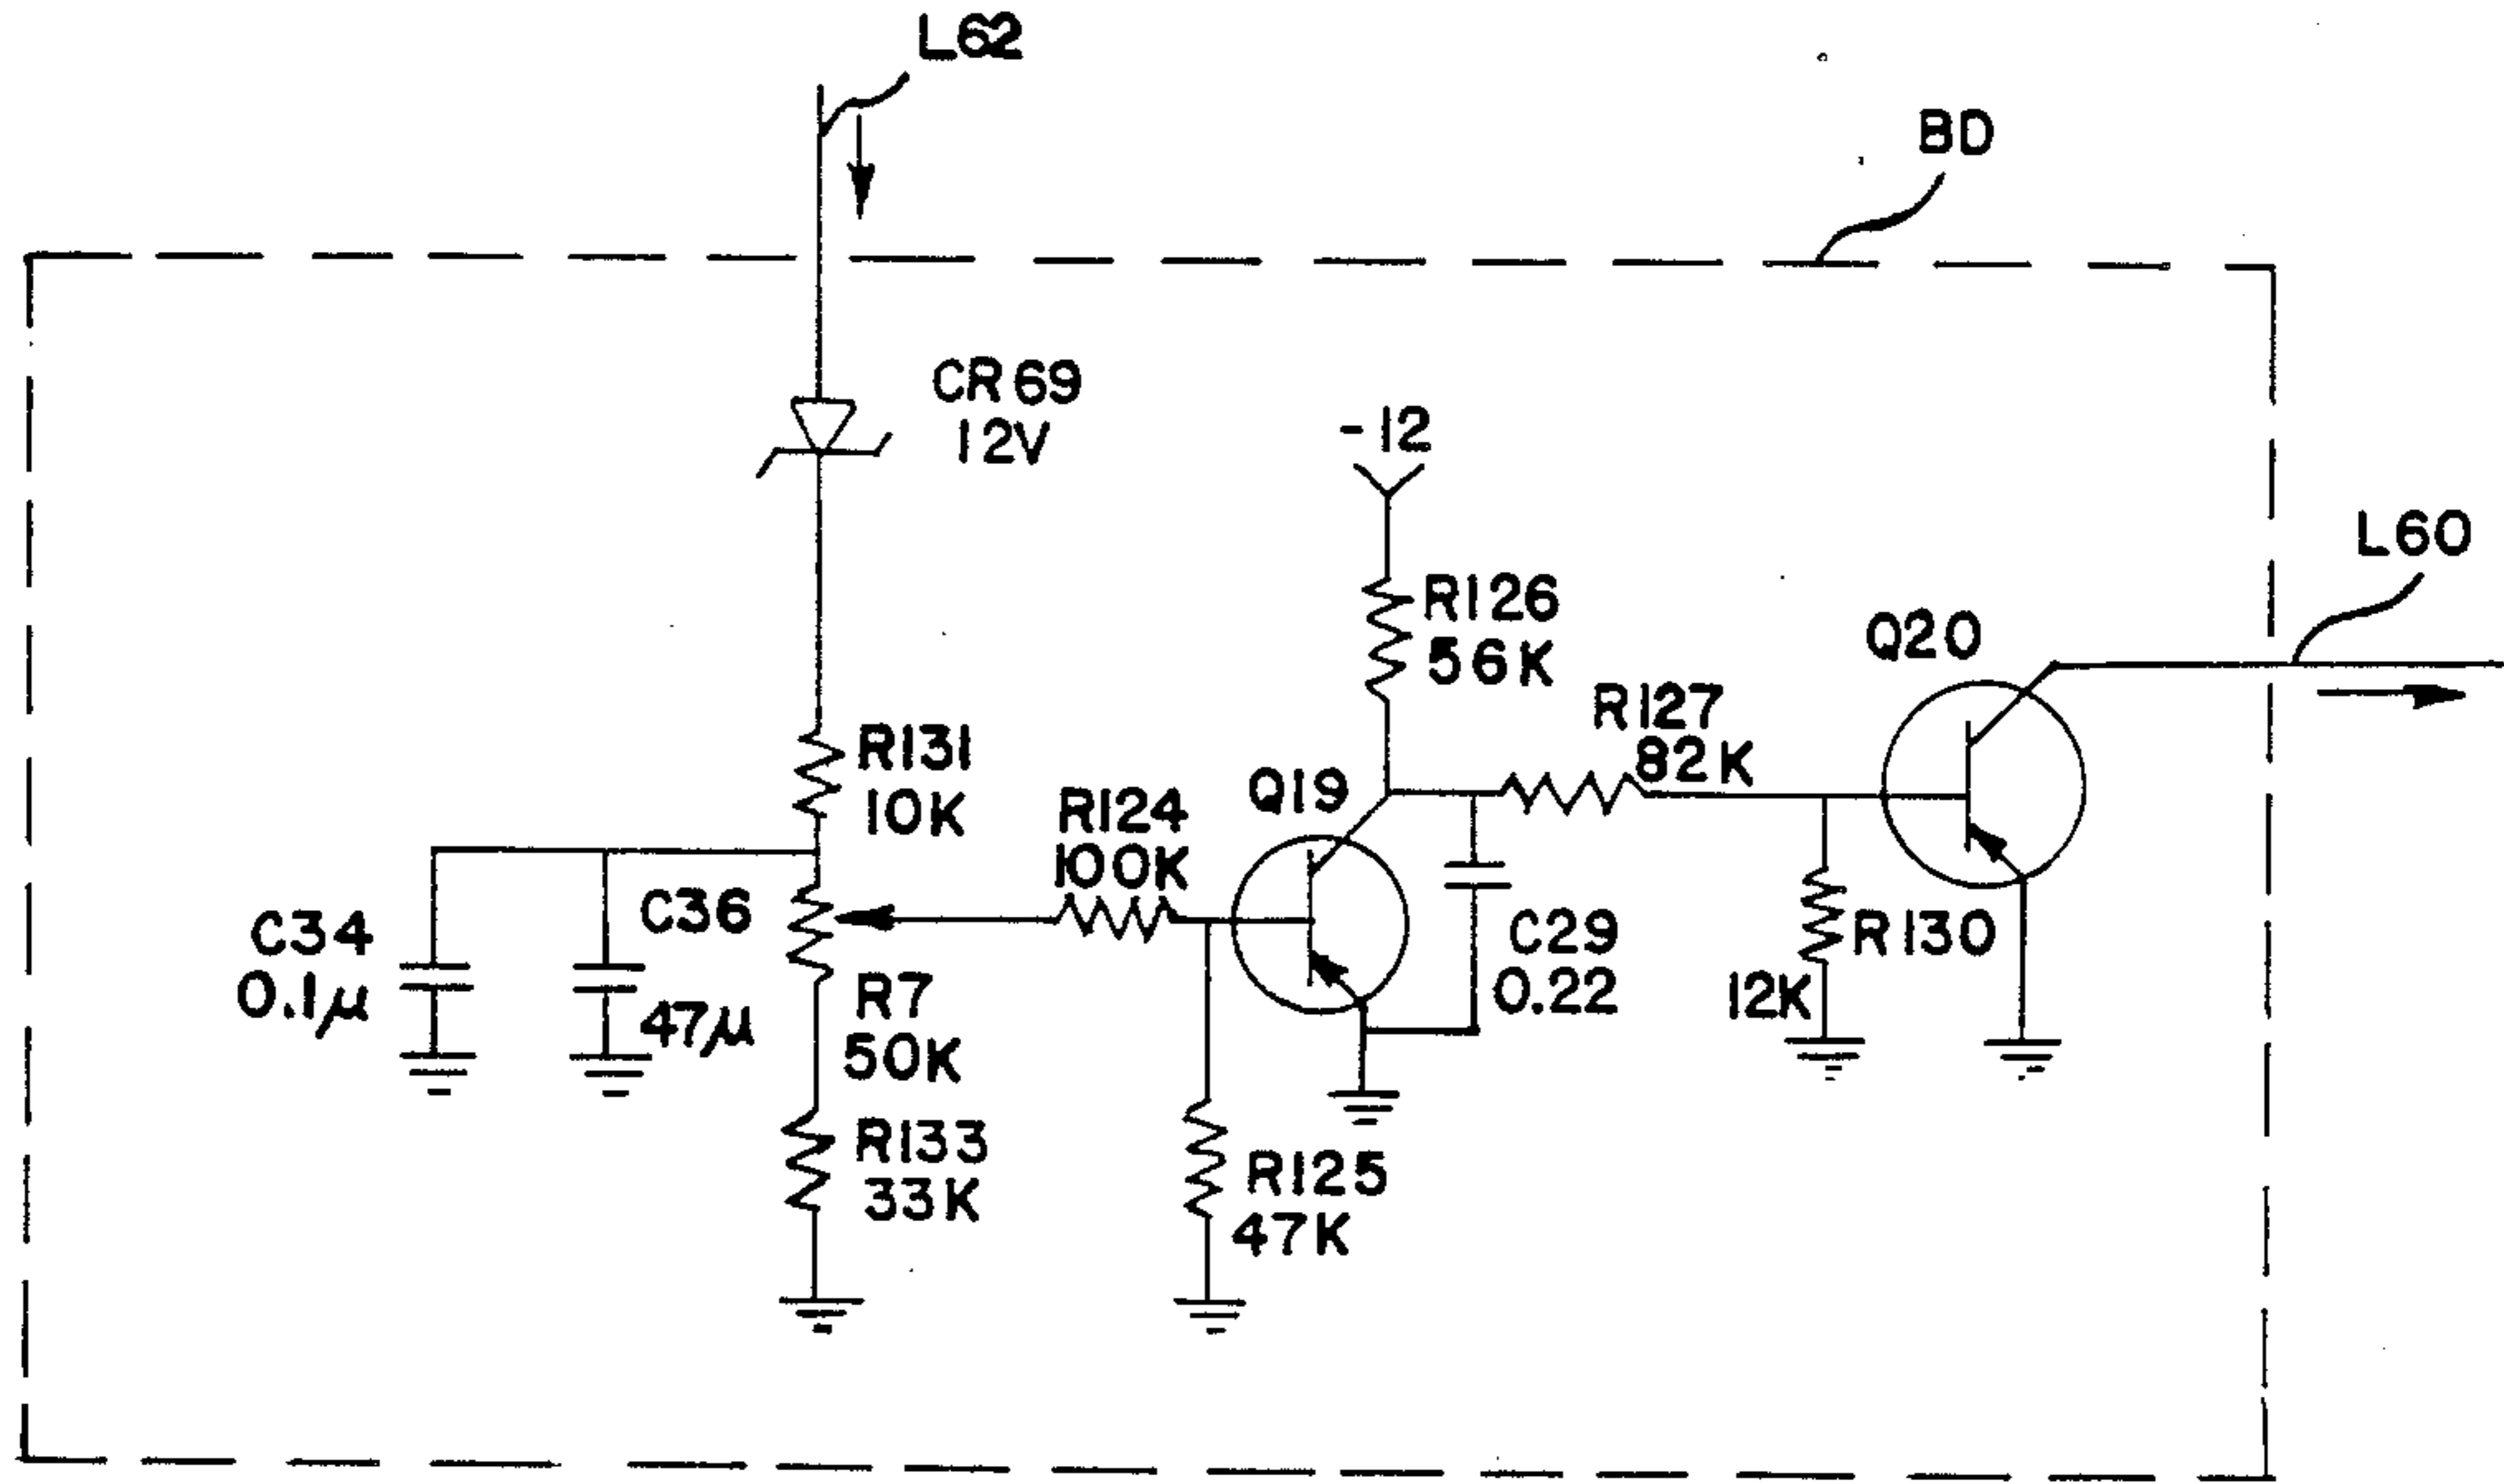 L62
BD
CR69
12V
-12
L60
R126
56K
Q20
R127
82K
R131
10K
Q19
R124
100K
C36
47µ
C34
0.1µ
R7
50K
C29
0.22
R130
12K
R133
33K
R125
47K